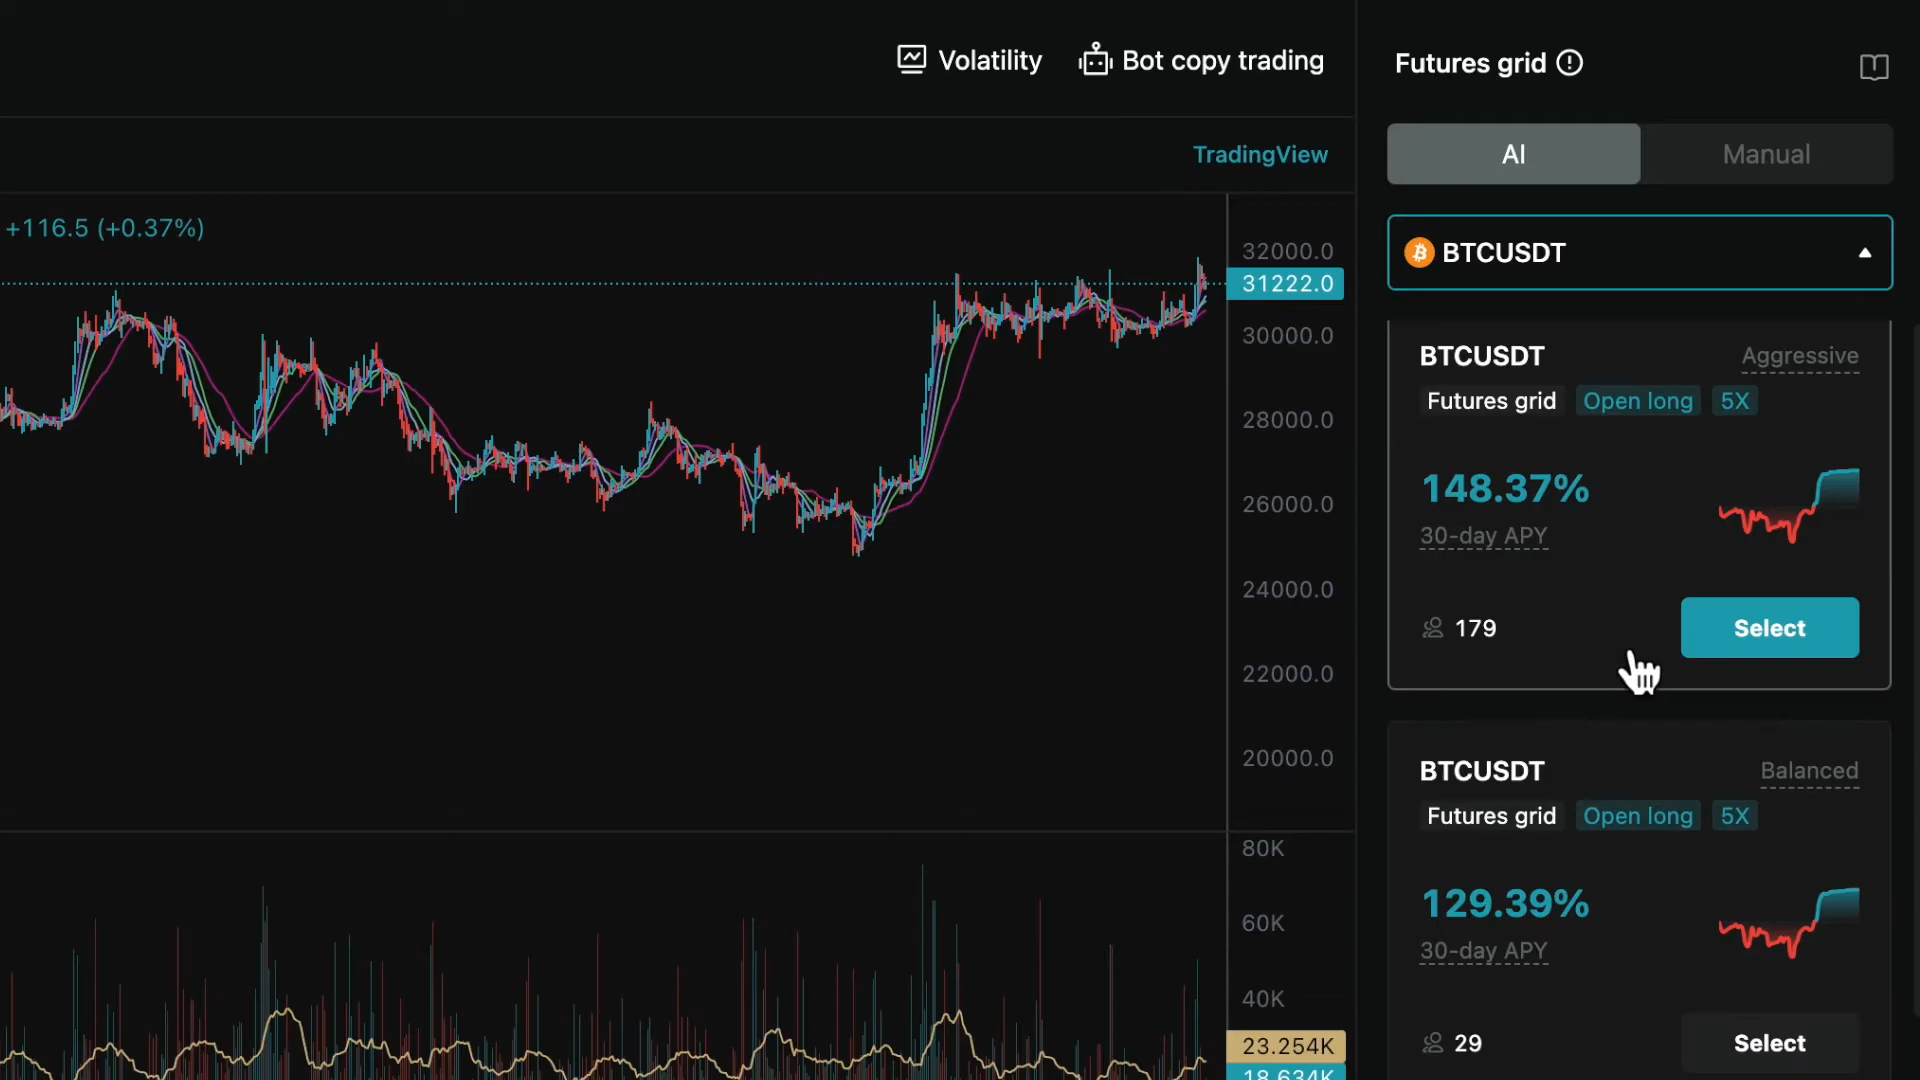 Volatility
Bot copy trading
TradingView
+116.5 (+0.37%)
32000.0
31222.0
30000.0
28000.0
26000.0
24000.0
22000.0
20000.0
80K
60K
40K
23.254K
18.634K
Futures grid
AI
Manual
BTCUSDT
BTCUSDT
Aggressive
Futures grid
Open long
5X
148.37%
30-day APY
179
Select
BTCUSDT
Balanced
Futures grid
Open long
5X
129.39%
30-day APY
29
Select